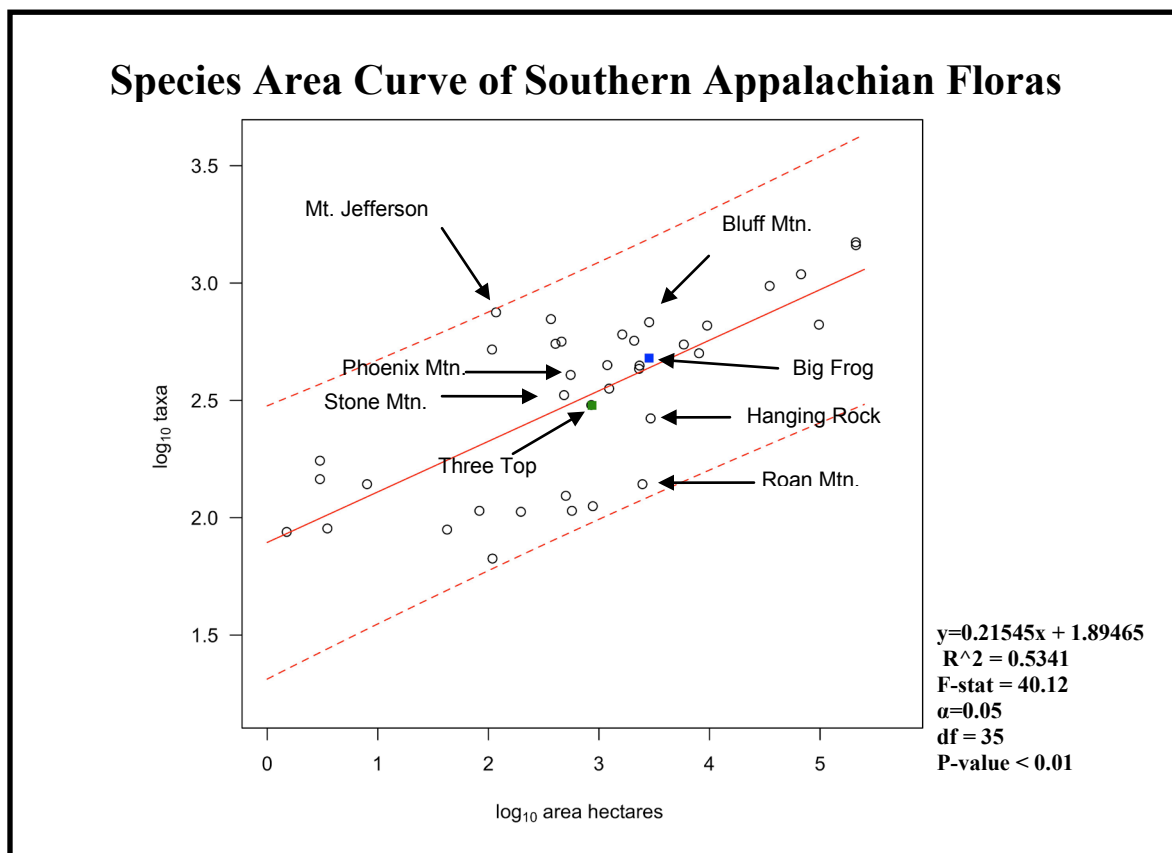 Species Area Curve of Southern Appalachian Floras
3.5
3.0
2.5
2.0
1.5
log10 taxa
Mt. Jefferson
Bluff Mtn.
Phoenix Mtn.
Big Frog
Stone Mtn.
Hanging Rock
Three Top
Roan Mtn.
0 1 2 3 4 5
log10 area hectares
y=0.21545x + 1.89465
R^2 = 0.5341
F-stat = 40.12
α=0.05
df = 35
P-value < 0.01